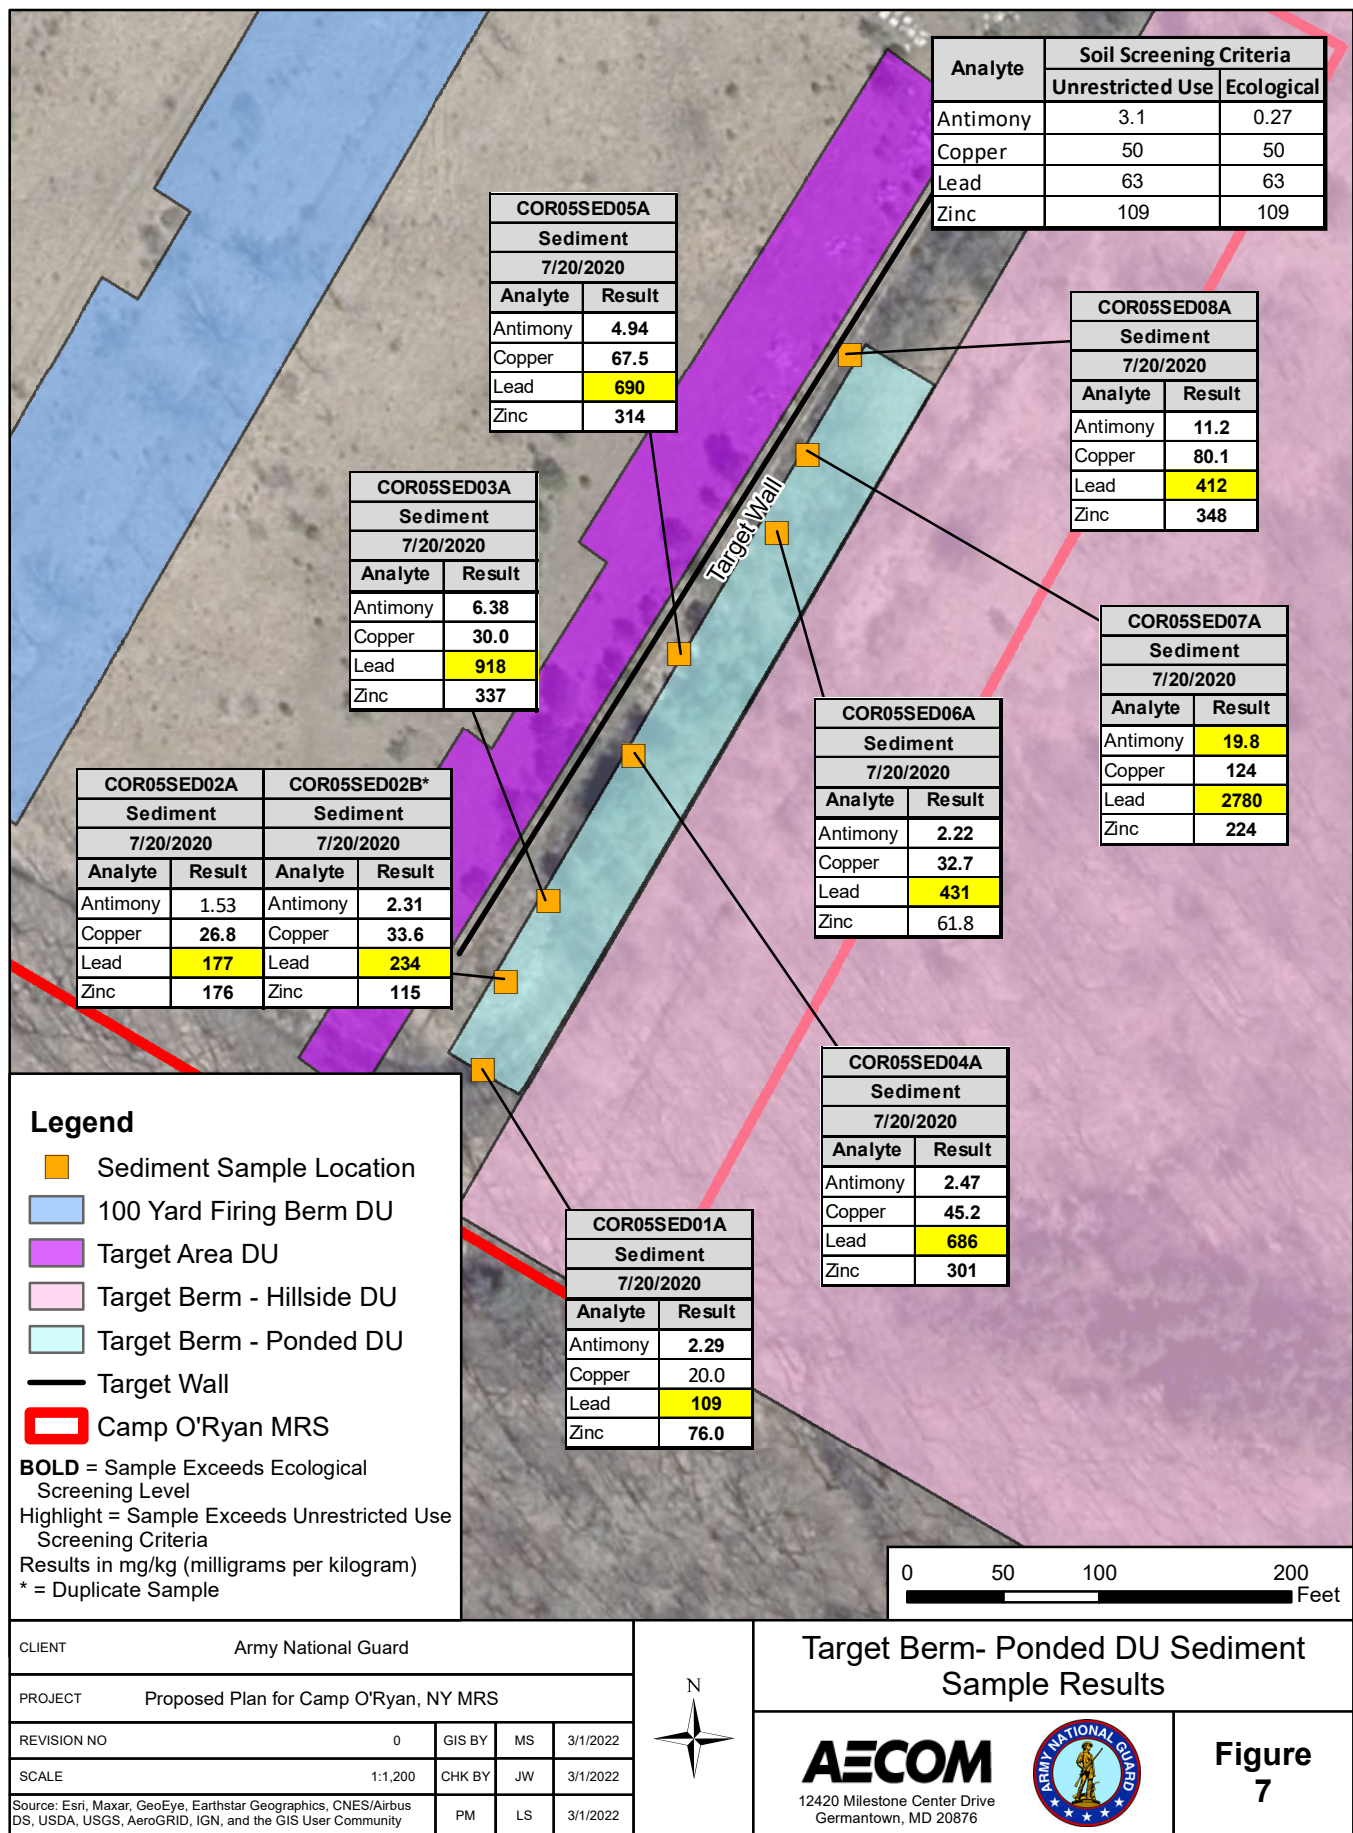 Analyte Soil Screening Criteria
Unrestricted Use Ecological
Antimony 3.1 0.27
Copper 50 50
Lead 63 63
Zinc 109 109
COR05SED05A
Sediment
7/20/2020
Analyte Result
Antimony 4.94
Copper 67.5
Lead 690
Zinc 314
COR05SED08A
Sediment
7/20/2020
Analyte Result
Antimony 11.2
Copper 80.1
Lead 412
Zinc 348
COR05SED03A
Sediment
7/20/2020
Analyte Result
Antimony 6.38
Copper 30.0
Lead 918
Zinc 337
Target Wall
COR05SED07A
Sediment
7/20/2020
Analyte Result
Antimony 19.8
Copper 124
Lead 2780
Zinc 224
COR05SED06A
Sediment
7/20/2020
Analyte Result
Antimony 2.22
Copper 32.7
Lead 431
Zinc 61.8
COR05SED02A COR05SED02B*
Sediment Sediment
7/20/2020 7/20/2020
Analyte Result Analyte Result
Antimony 1.53 Antimony 2.31
Copper 26.8 Copper 33.6
Lead 177 Lead 234
Zinc 176 Zinc 115
COR05SED04A
Sediment
7/20/2020
Analyte Result
Antimony 2.47
Copper 45.2
Lead 686
Zinc 301
COR05SED01A
Sediment
7/20/2020
Analyte Result
Antimony 2.29
Copper 20.0
Lead 109
Zinc 76.0
Legend
Sediment Sample Location
100 Yard Firing Berm DU
Target Area DU
Target Berm - Hillside DU
Target Berm - Ponded DU
Target Wall
Camp O'Ryan MRS
BOLD = Sample Exceeds Ecological
Screening Level
Highlight = Sample Exceeds Unrestricted Use
Screening Criteria
Results in mg/kg (milligrams per kilogram)
* = Duplicate Sample
0 50 100 200
Feet
CLIENT Army National Guard
PROJECT Proposed Plan for Camp O'Ryan, NY MRS
REVISION NO 0 GIS BY MS 3/1/2022
SCALE 1:1,200 CHK BY JW 3/1/2022
Source: Esri, Maxar, GeoEye, Earthstar Geographics, CNES/Airbus
DS, USDA, USGS, AeroGRID, IGN, and the GIS User Community
PM LS 3/1/2022
N
Target Berm- Ponded DU Sediment
Sample Results
AECOM
12420 Milestone Center Drive
Germantown, MD 20876
ARMY NATIONAL GUARD
Figure
7